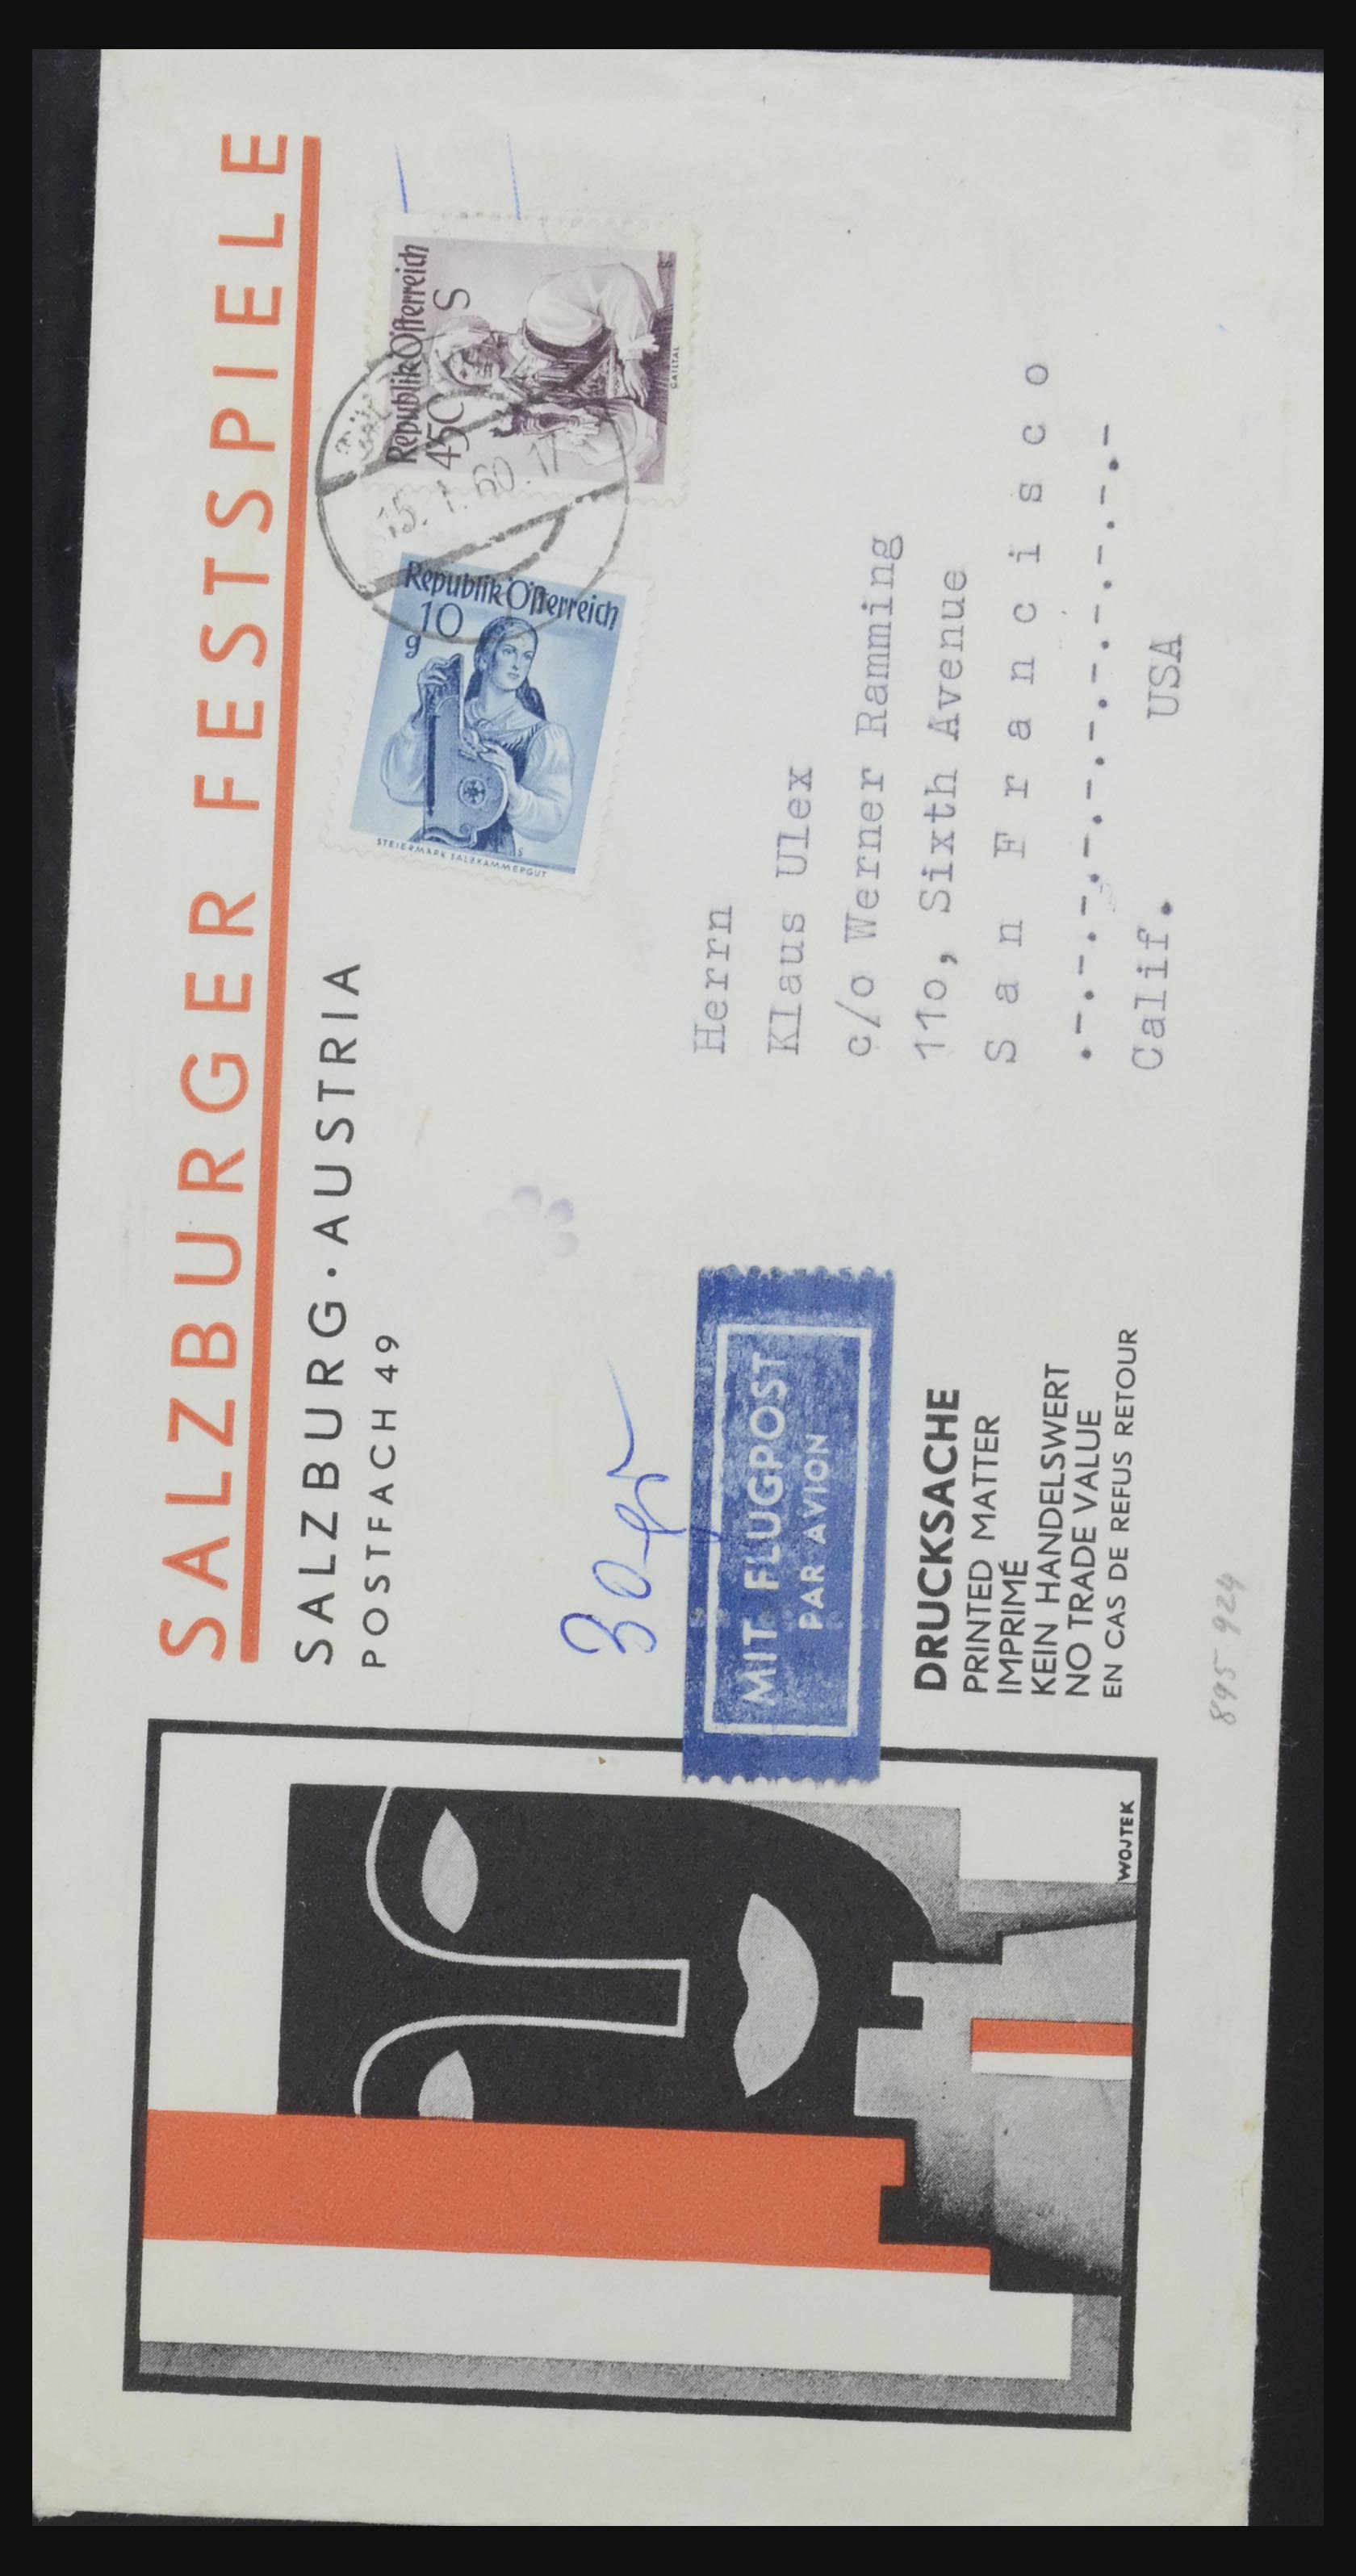 SALZBURGER FESTSPIELE
SALZBURG · AUSTRIA
POSTFACH 49
Republik Österreich
10
g
STEIERMARK SALZKAMMERGUT
Republik Österreich
450 S
GAILTAL
15. 1. 60. 17
30 gr
MIT FLUGPOST
PAR AVION
Herrn
Klaus Ulex
c/o Werner Ramming
11o, Sixth Avenue
S a n F r a n c i s c o
.-.-.-.-.-.-.-.-.-.-
Calif. USA
DRUCKSACHE
PRINTED MATTER
IMPRIMÉ
KEIN HANDELSWERT
NO TRADE VALUE
EN CAS DE REFUS RETOUR
WOJTEK
895-924